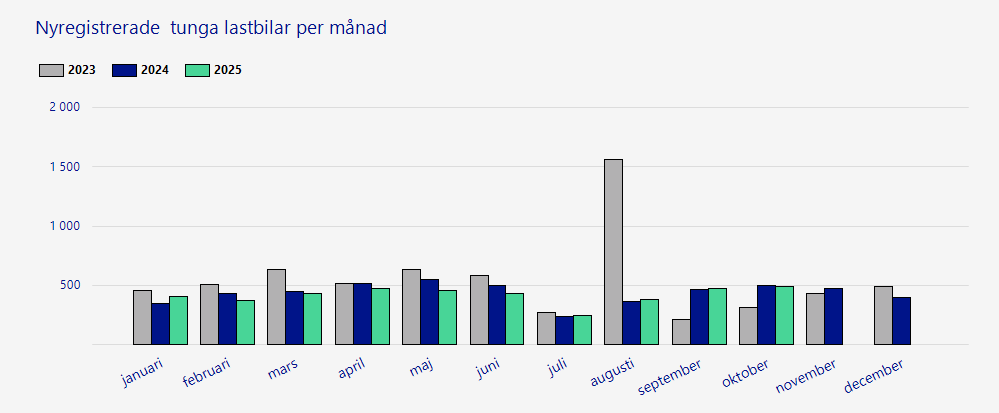 Nyregistrerade  tunga lastbilar per månad
2023 2024 2025
2 000
1 500
1 000
500
januari februari mars april maj juni juli augusti september oktober november december